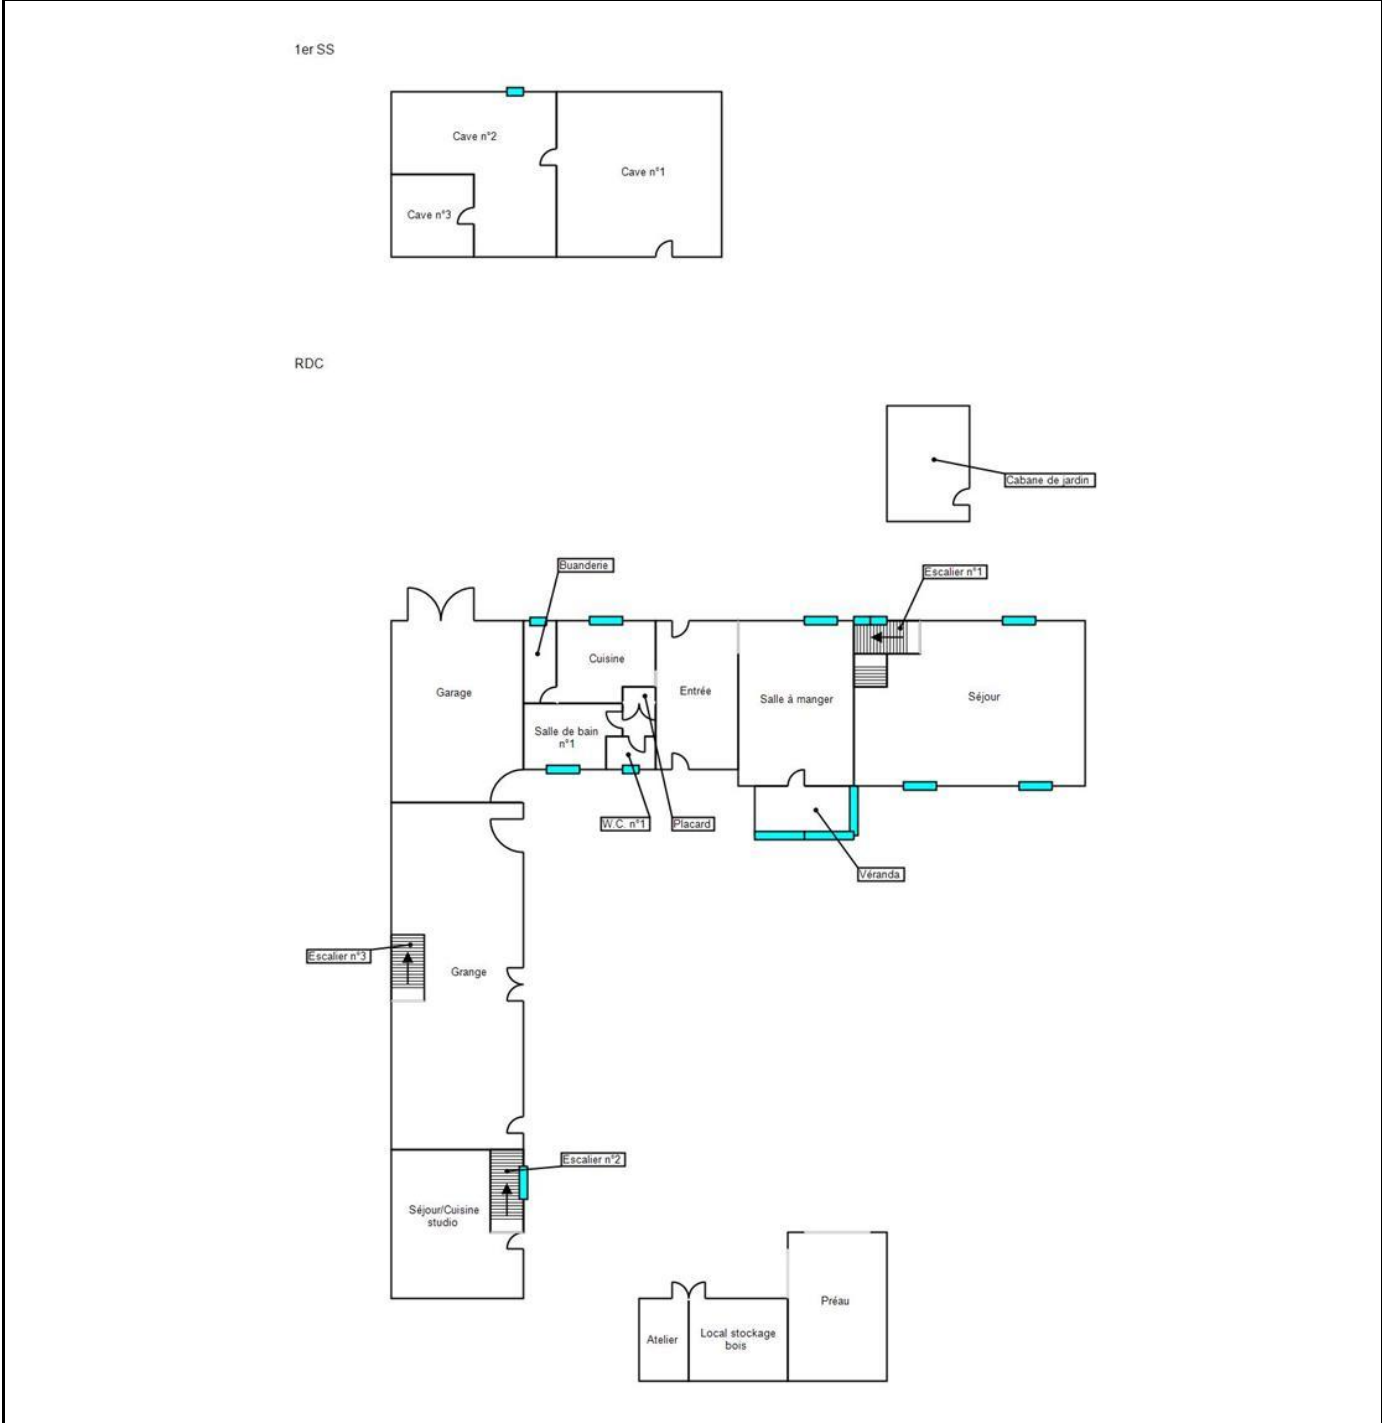 1er SS
Cave n°2
Cave n°1
Cave n°3
RDC
Cabane de jardin
Buanderie
Escalier n°1
Cuisine
Garage
Entrée
Salle à manger
Séjour
Salle de bain
n°1
W.C. n°1
Placard
Véranda
Escalier n°3
Grange
Escalier n°2
Séjour/Cuisine
studio
Préau
Atelier
Local stockage
bois